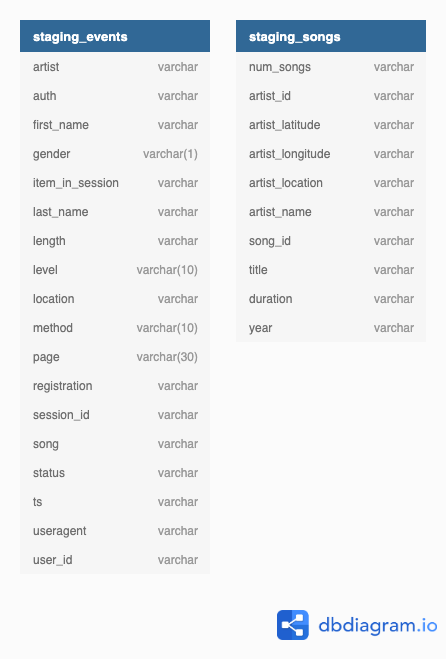 staging_events
artist varchar
auth varchar
first_name varchar
gender varchar(1)
item_in_session varchar
last_name varchar
length varchar
level varchar(10)
location varchar
method varchar(10)
page varchar(30)
registration varchar
session_id varchar
song varchar
status varchar
ts varchar
useragent varchar
user_id varchar
staging_songs
num_songs varchar
artist_id varchar
artist_latitude varchar
artist_longitude varchar
artist_location varchar
artist_name varchar
song_id varchar
title varchar
duration varchar
year varchar
dbdiagram.io